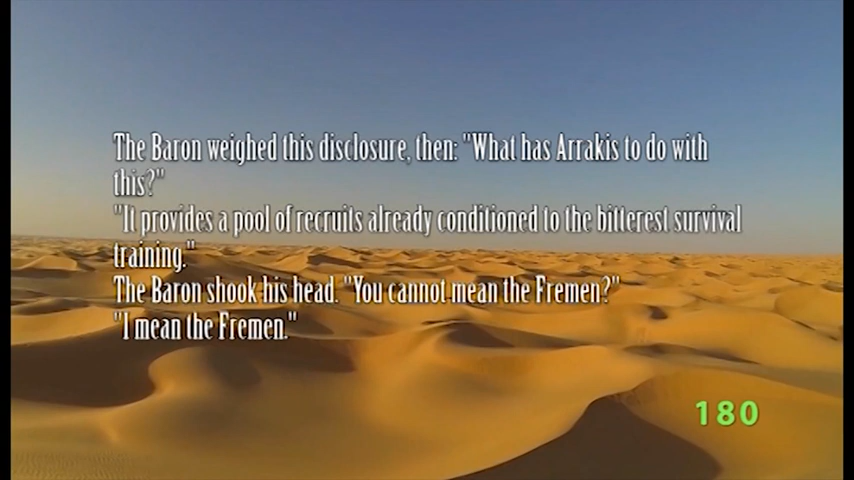 The Baron weighed this disclosure, then: "What has Arrakis to do with
this?"
"It provides a pool of recruits already conditioned to the bitterest survival
training."
The Baron shook his head. "You cannot mean the Fremen?"
"I mean the Fremen."
180